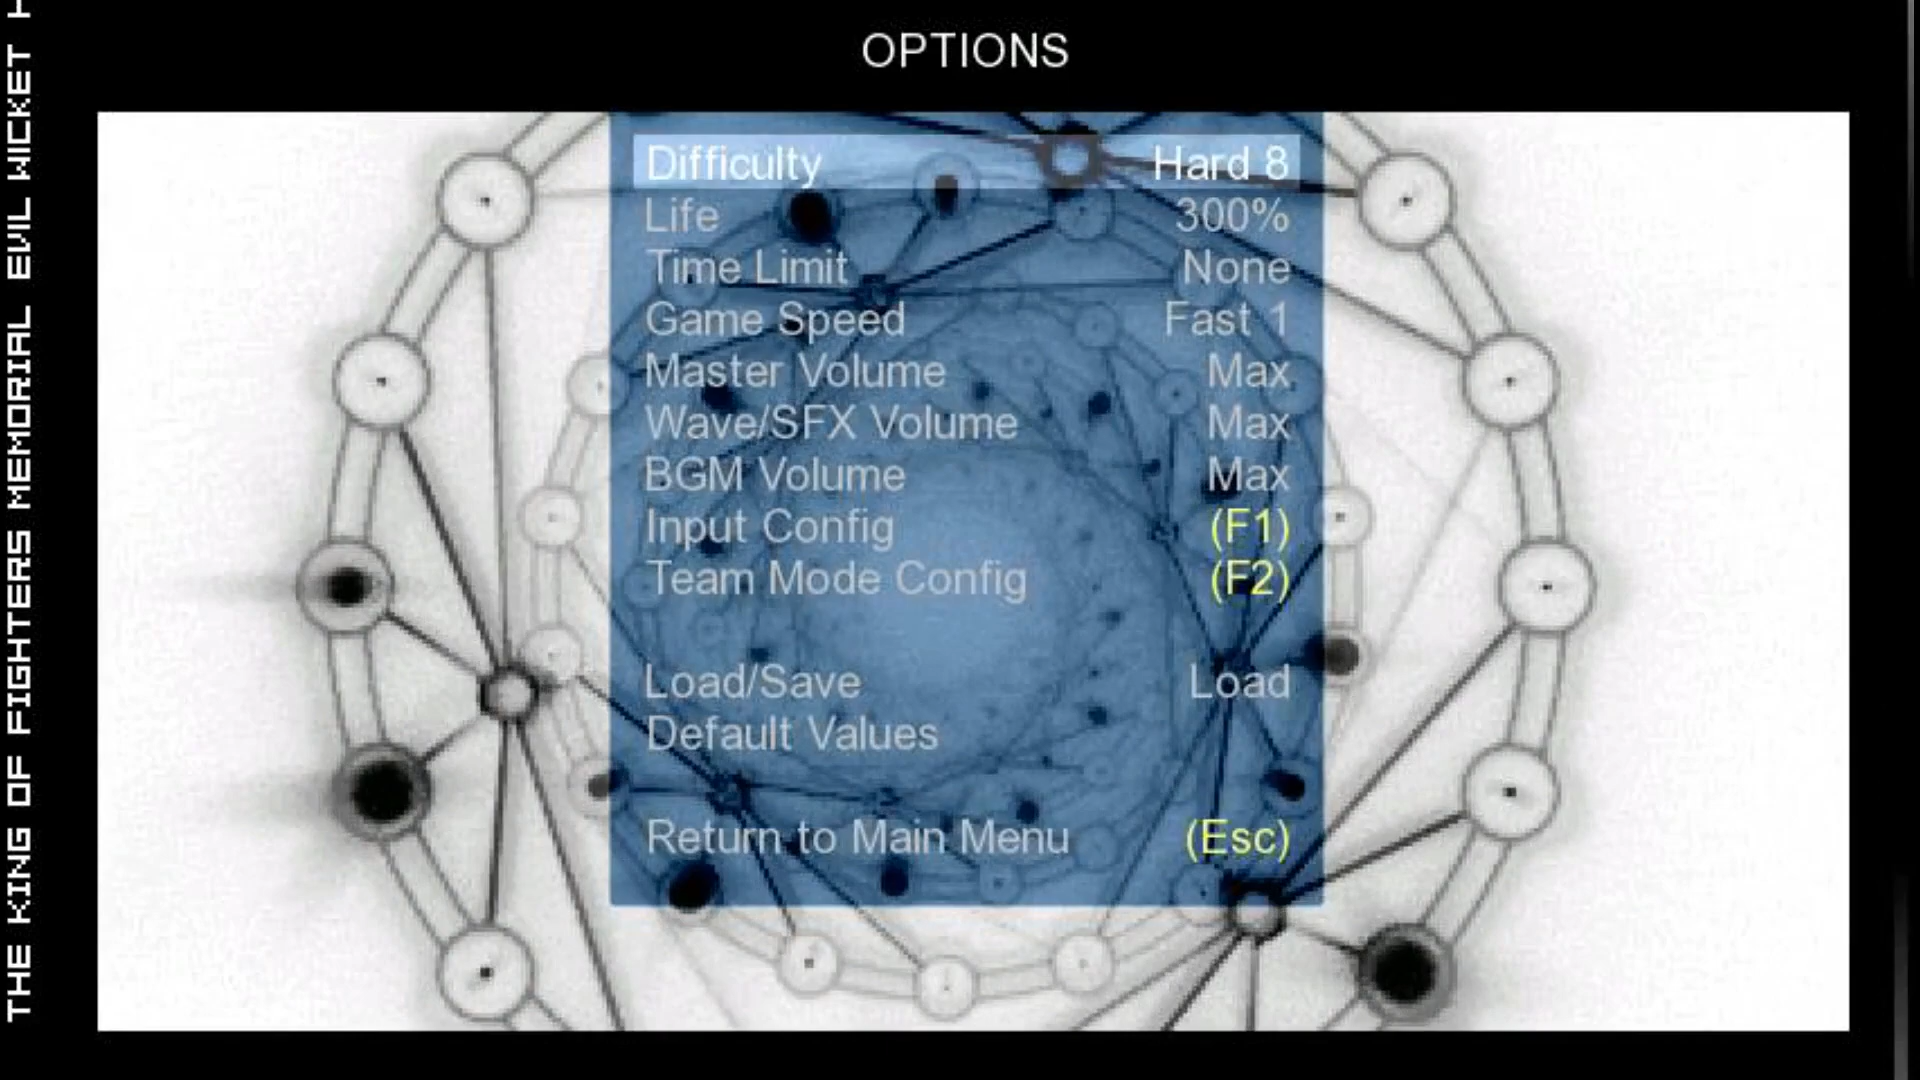 OPTIONS
Difficulty Hard 8
Life 300%
Time Limit None
Game Speed Fast 1
Master Volume Max
Wave/SFX Volume Max
BGM Volume Max
Input Config (F1)
Team Mode Config (F2)
Load/Save Load
Default Values
Return to Main Menu (Esc)
THE KING OF FIGHTERS MEMORIAL EVIL WICKET